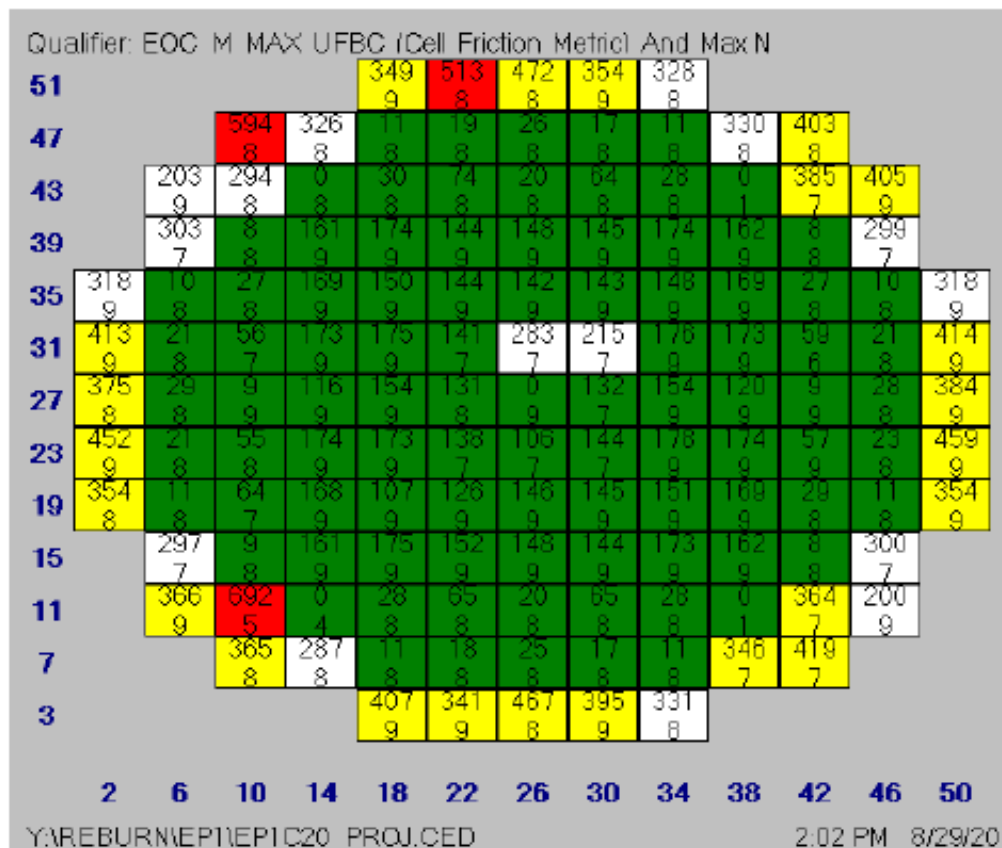 Qualifier: EOC M MAX UFBC (Cell Friction Metric) And Max N
51 349 513 472 354 328
9 8 8 9 8
47 594 326 11 19 26 17 11 330 403
8 8 8 8 8 8 8 8 8
43 203 294 0 30 74 20 64 28 0 385 405
9 8 8 8 8 8 8 8 1 7 9
39 303 8 161 174 144 148 145 174 162 8 299
7 8 9 9 9 9 9 9 9 8 7
35 318 10 27 169 150 144 142 143 148 169 27 10 318
9 8 8 9 9 9 9 9 9 9 8 8 9
31 413 21 56 173 175 141 283 215 176 173 59 21 414
9 8 7 9 9 7 7 7 9 9 6 8 9
27 375 29 9 116 154 131 0 132 154 120 9 28 384
8 8 9 9 9 8 9 7 9 9 9 8 9
23 452 21 55 174 173 138 106 144 178 174 57 23 459
9 8 8 9 9 7 7 7 9 9 9 8 9
19 354 11 64 168 107 126 146 145 151 169 29 11 354
8 8 7 9 9 9 9 9 9 9 8 8 9
15 297 9 161 175 152 148 144 173 162 8 300
7 8 9 9 9 9 9 9 9 8 7
11 366 692 0 28 65 20 65 28 0 364 200
9 5 4 8 8 8 8 8 1 7 9
7 365 287 11 18 25 17 11 346 419
8 8 8 8 8 8 8 7 7
3 407 341 467 395 331
9 9 8 9 8
2 6 10 14 18 22 26 30 34 38 42 46 50
Y:\REBURN\EP1\EP1C20 PROJ.CED 2:02 PM 8/29/20